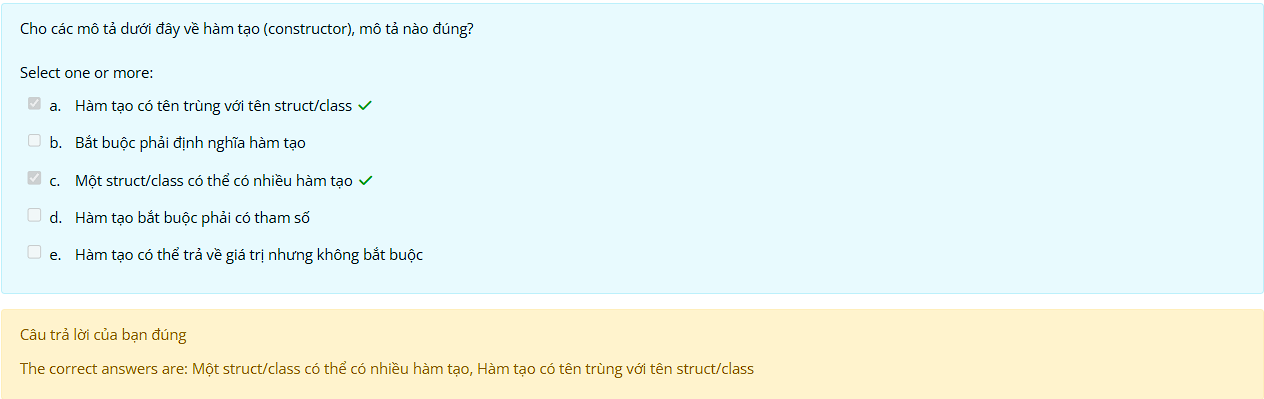 Cho các mô tả dưới đây về hàm tạo (constructor), mô tả nào đúng?
Select one or more:
a. Hàm tạo có tên trùng với tên struct/class
b. Bắt buộc phải định nghĩa hàm tạo
c. Một struct/class có thể có nhiều hàm tạo
d. Hàm tạo bắt buộc phải có tham số
e. Hàm tạo có thể trả về giá trị nhưng không bắt buộc
Câu trả lời của bạn đúng
The correct answers are: Một struct/class có thể có nhiều hàm tạo, Hàm tạo có tên trùng với tên struct/class